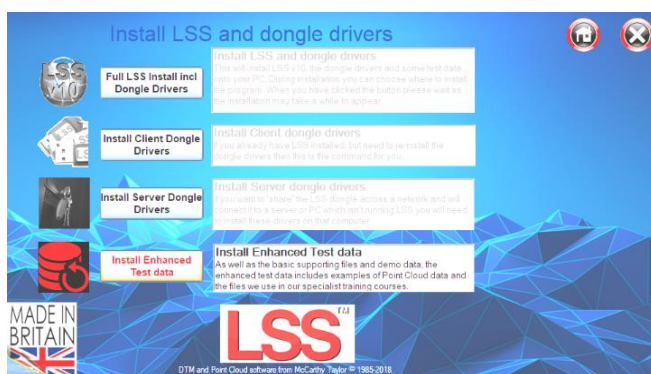 Install LSS and dongle drivers
LSS
v10
Full LSS Install incl
Dongle Drivers
Install LSS and dongle drivers
This will install LSS v10, the dongle drivers and some test data
onto your PC. During installation you can choose where to install
the program. When you have clicked the button please wait as
the installation may take a while to appear.
Install Client Dongle
Drivers
Install Client dongle drivers
If you already have LSS installed, but need to re-install the
dongle drivers then this is the command for you.
Install Server Dongle
Drivers
Install Server dongle drivers
If you want to 'share' the LSS dongle across a network and will
connect it to a server or PC which isn't running LSS you will need
to install these drivers on that computer.
Install Enhanced
Test data
Install Enhanced Test data
As well as the basic supporting files and demo data, the
enhanced test data includes examples of Point Cloud data and
the files we use in our specialist training courses.
MADE IN
BRITAIN
LSS™
DTM and Point Cloud software from McCarthy Taylor © 1985-2018